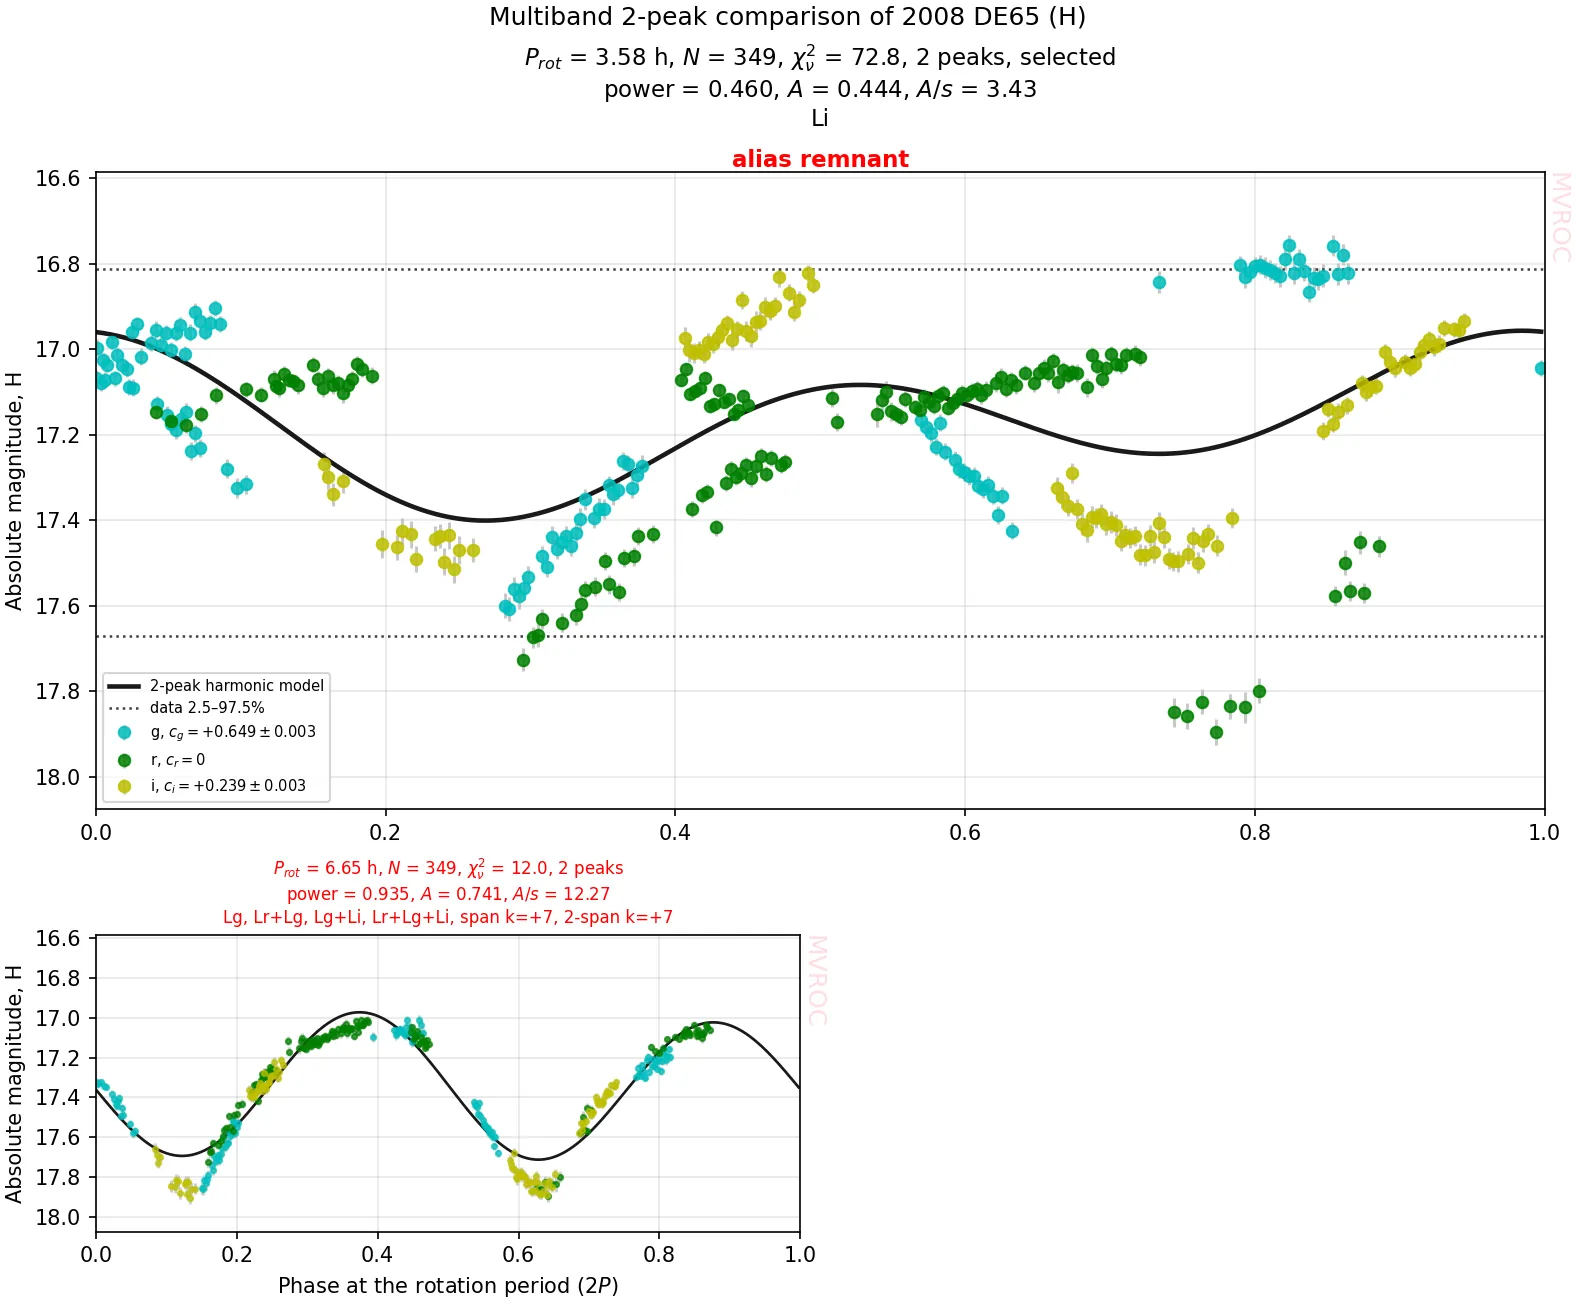 Multiband 2-peak comparison of 2008 DE65 (H)
P_rot = 3.58 h, N = 349, χ²_ν = 72.8, 2 peaks, selected
power = 0.460, A = 0.444, A/s = 3.43
Li
alias remnant
MVROC
Absolute magnitude, H
16.6
16.8
17.0
17.2
17.4
17.6
17.8
18.0
2-peak harmonic model
data 2.5–97.5%
g, c_g = +0.649 ± 0.003
r, c_r = 0
i, c_i = +0.239 ± 0.003
0.0 0.2 0.4 0.6 0.8 1.0
P_rot = 6.65 h, N = 349, χ²_ν = 12.0, 2 peaks
power = 0.935, A = 0.741, A/s = 12.27
Lg, Lr+Lg, Lg+Li, Lr+Lg+Li, span k=+7, 2-span k=+7
MVROC
Absolute magnitude, H
16.6
16.8
17.0
17.2
17.4
17.6
17.8
18.0
0.0 0.2 0.4 0.6 0.8 1.0
Phase at the rotation period (2P)